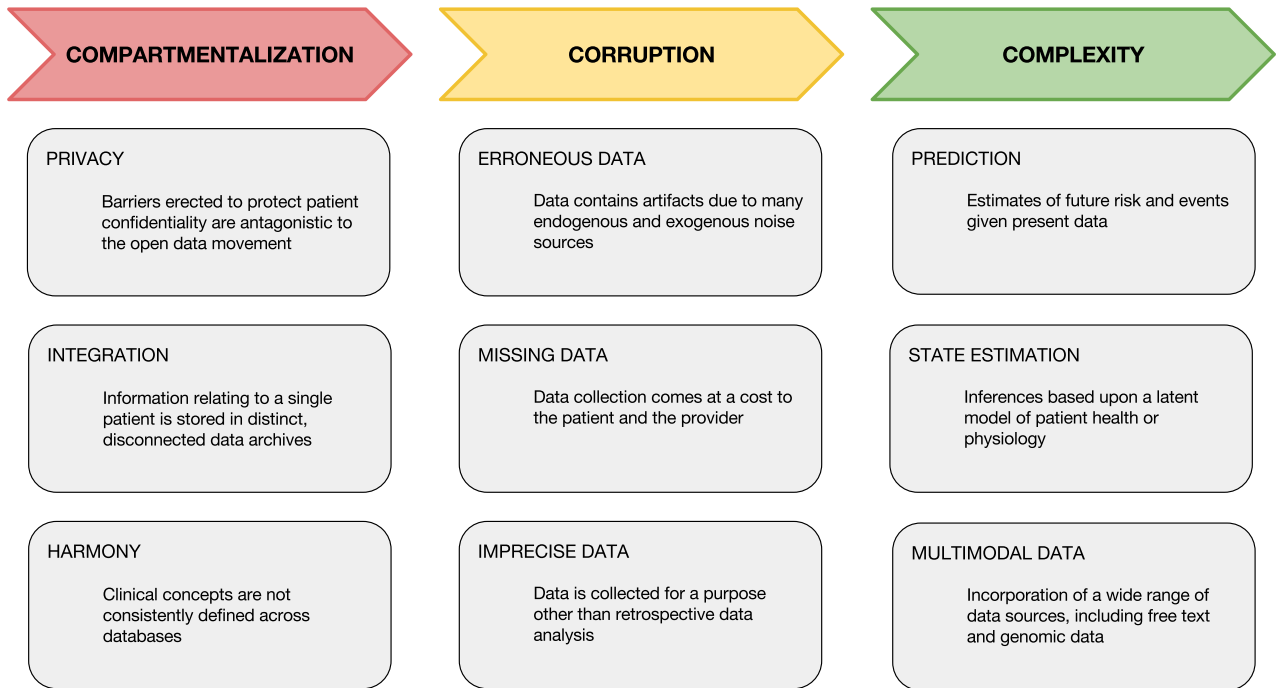 COMPARTMENTALIZATION
PRIVACY
Barriers erected to protect patient
confidentiality are antagonistic to
the open data movement
INTEGRATION
Information relating to a single
patient is stored in distinct,
disconnected data archives
HARMONY
Clinical concepts are not
consistently defined across
databases
CORRUPTION
ERRONEOUS DATA
Data contains artifacts due to many
endogenous and exogenous noise
sources
MISSING DATA
Data collection comes at a cost to
the patient and the provider
IMPRECISE DATA
Data is collected for a purpose
other than retrospective data
analysis
COMPLEXITY
PREDICTION
Estimates of future risk and events
given present data
STATE ESTIMATION
Inferences based upon a latent
model of patient health or
physiology
MULTIMODAL DATA
Incorporation of a wide range of
data sources, including free text
and genomic data